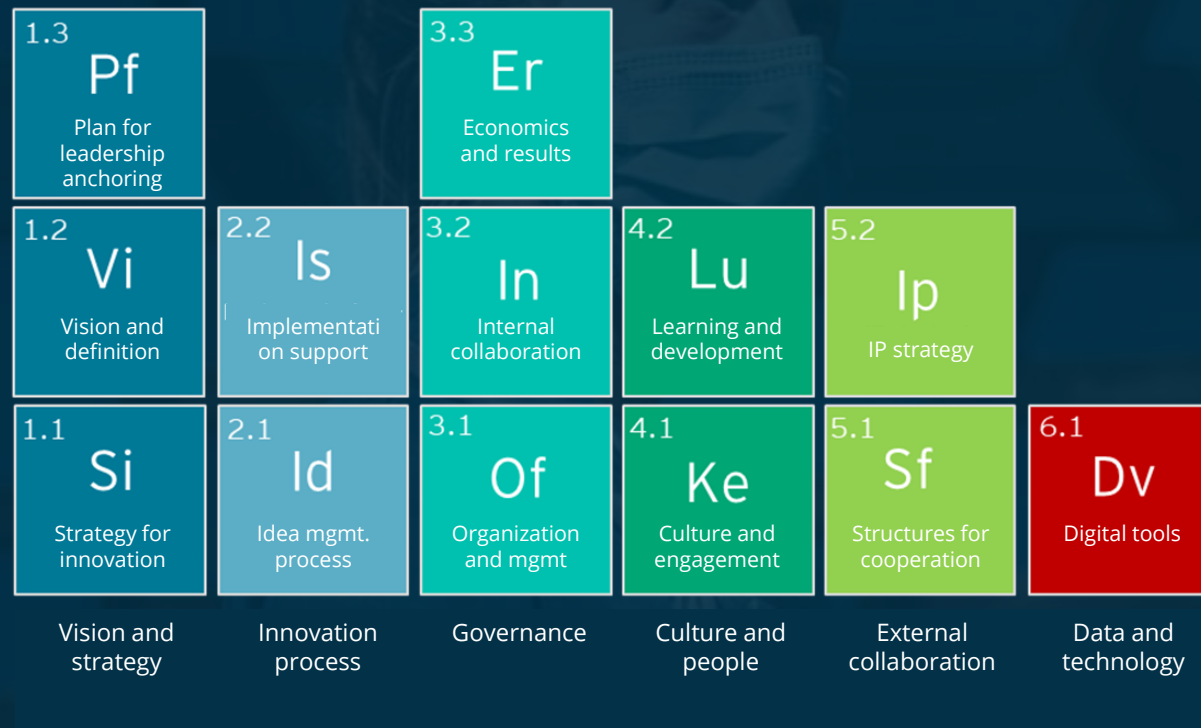 1.3
Pf
Plan for
leadership
anchoring
3.3
Er
Economics
and results
1.2
Vi
Vision and
definition
2.2
Is
Implementati
on support
3.2
In
Internal
collaboration
4.2
Lu
Learning and
development
5.2
Ip
IP strategy
1.1
Si
Strategy for
innovation
2.1
Id
Idea mgmt.
process
3.1
Of
Organization
and mgmt
4.1
Ke
Culture and
engagement
5.1
Sf
Structures for
cooperation
6.1
Dv
Digital tools
Vision and
strategy
Innovation
process
Governance
Culture and
people
External
collaboration
Data and
technology